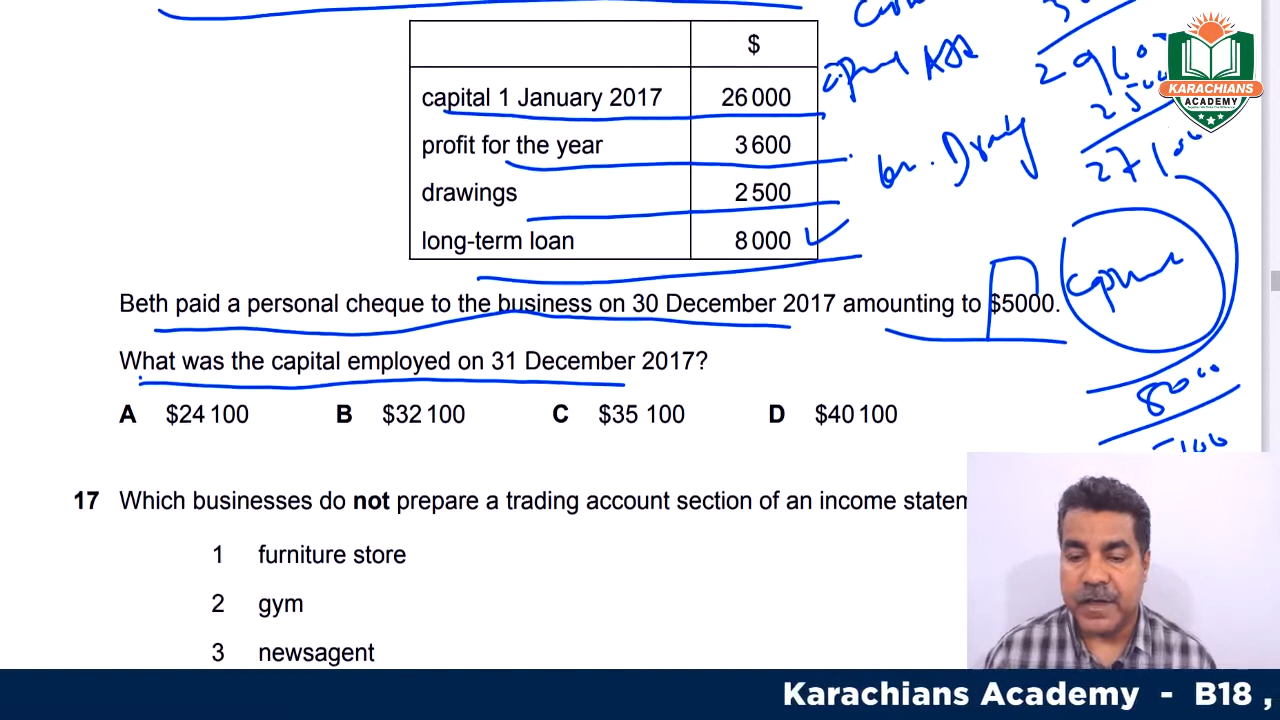 $
capital 1 January 2017 26 000
profit for the year 3 600
drawings 2 500
long-term loan 8 000
29600
2500
27100
8000
KARACHIANS
ACADEMY
Beth paid a personal cheque to the business on 30 December 2017 amounting to $5000.
What was the capital employed on 31 December 2017?
A $24 100 B $32 100 C $35 100 D $40 100
17 Which businesses do not prepare a trading account section of an income statem
1 furniture store
2 gym
3 newsagent
Karachians Academy - B18 ,